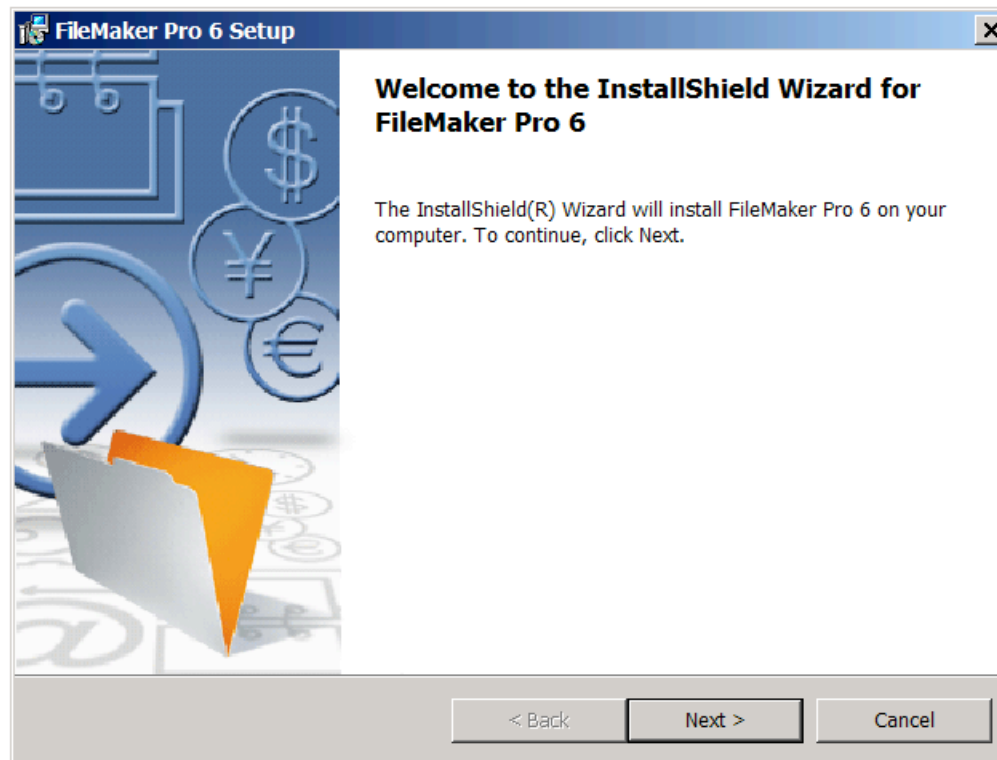 FileMaker Pro 6 Setup
Welcome to the InstallShield Wizard for
FileMaker Pro 6
The InstallShield(R) Wizard will install FileMaker Pro 6 on your
computer. To continue, click Next.
< Back
Next >
Cancel